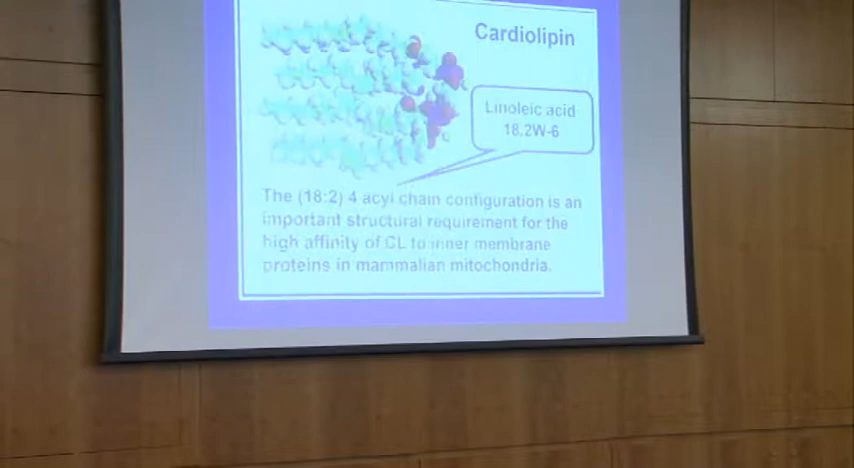 Cardiolipin
Linoleic acid
18.2W-6
The (18:2) 4 acyl chain configuration is an
important structural requirement for the
high affinity of CL to inner membrane
proteins in mammalian mitochondria.